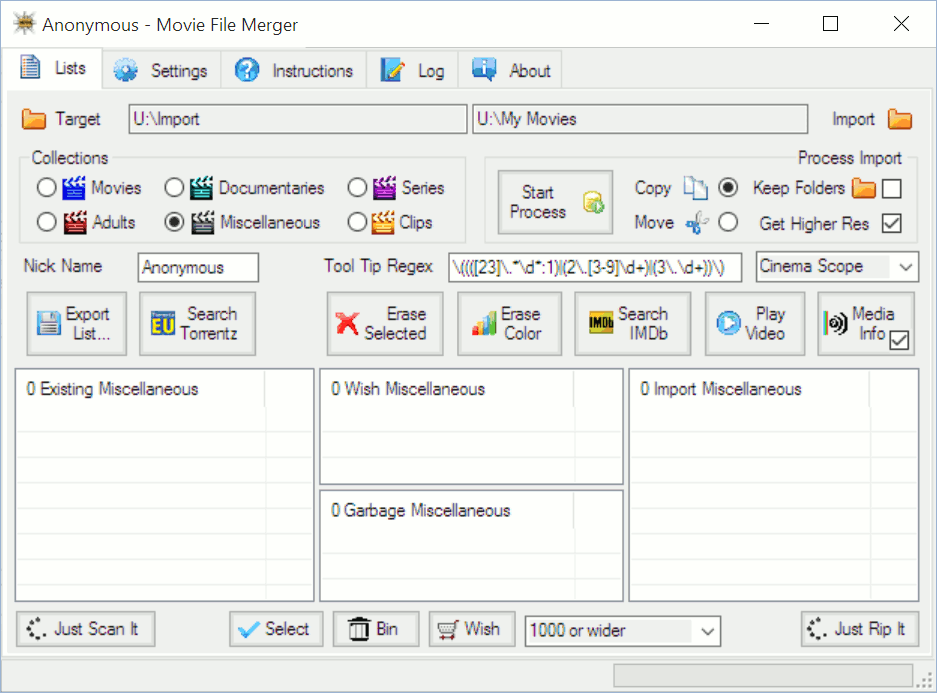 Anonymous - Movie File Merger
Lists
Settings
Instructions
Log
About
Target
U:\Import
U:\My Movies
Import
Collections
Process Import
Movies
Documentaries
Series
Adults
Miscellaneous
Clips
Start
Process
Copy
Keep Folders
Move
Get Higher Res
Nick Name
Anonymous
Tool Tip Regex
\((([23]\.*\d*:1)|(2\.[3-9]\d+)|(3\.\d+))\)
Cinema Scope
Export
List...
EU
Search
Torrentz
Erase
Selected
Erase
Color
IMDb
Search
IMDb
Play
Video
Media
Info
0 Existing Miscellaneous
0 Wish Miscellaneous
0 Import Miscellaneous
0 Garbage Miscellaneous
Just Scan It
Select
Bin
Wish
1000 or wider
Just Rip It